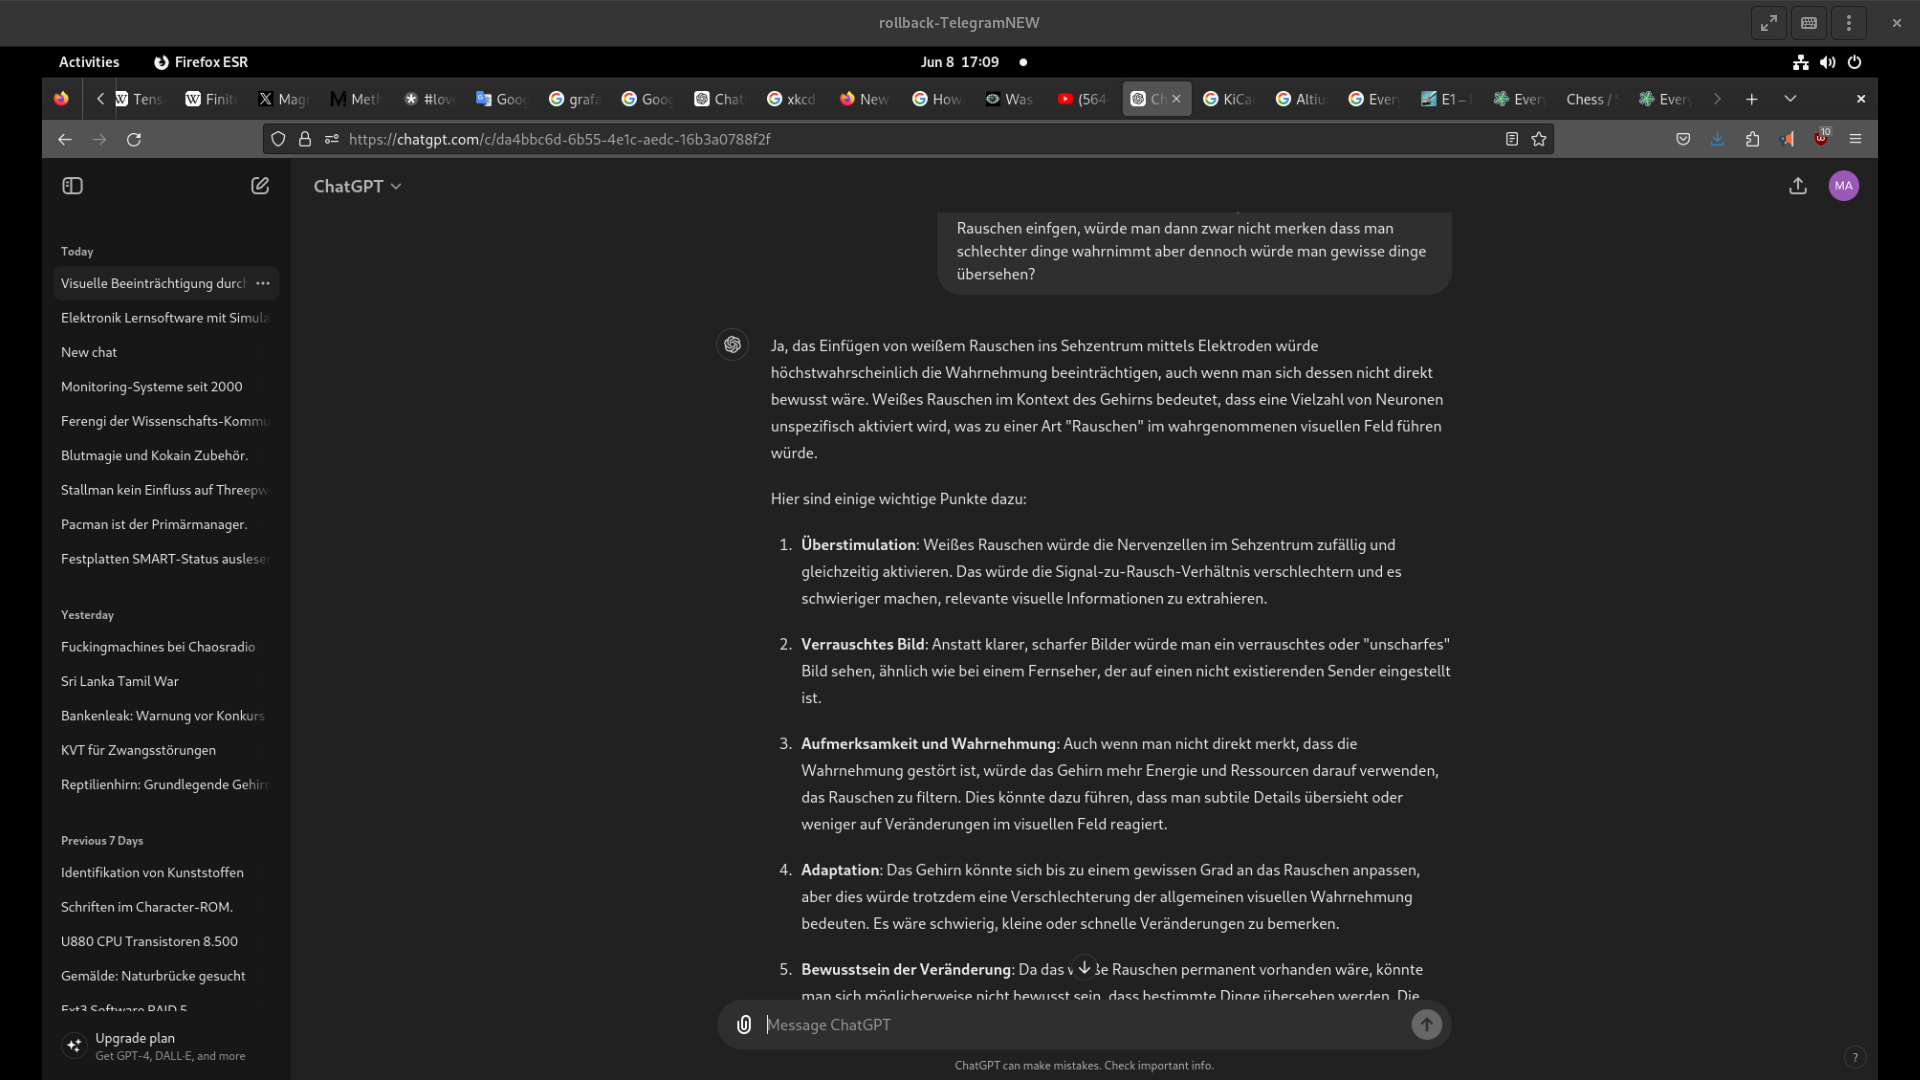 rollback-TelegramNEW
Activities
Firefox ESR
Jun 8 17:09
Tens
Finit
Mag
Meth
#lov
Goo
grafa
Goo
Chat
xkcd
New
How
Was
(564
Ch
KiCa
Altiu
Ever
E1 –
Ever
Chess /
Ever
https://chatgpt.com/c/da4bbc6d-6b55-4e1c-aedc-16b3a0788f2f
10
ChatGPT
MA
Today
Visuelle Beeinträchtigung durch
Elektronik Lernsoftware mit Simula
New chat
Monitoring-Systeme seit 2000
Ferengi der Wissenschafts-Kommu
Blutmagie und Kokain Zubehör.
Stallman kein Einfluss auf Threepw
Pacman ist der Primärmanager.
Festplatten SMART-Status auslesen
Yesterday
Fuckingmachines bei Chaosradio
Sri Lanka Tamil War
Bankenleak: Warnung vor Konkurs
KVT für Zwangsstörungen
Reptilienhirn: Grundlegende Gehirn
Previous 7 Days
Identifikation von Kunststoffen
Schriften im Character-ROM.
U880 CPU Transistoren 8.500
Gemälde: Naturbrücke gesucht
Ext3 Software RAID 5
Upgrade plan
Get GPT-4, DALL·E, and more
Rauschen einfgen, würde man dann zwar nicht merken dass man
schlechter dinge wahrnimmt aber dennoch würde man gewisse dinge
übersehen?
Ja, das Einfügen von weißem Rauschen ins Sehzentrum mittels Elektroden würde
höchstwahrscheinlich die Wahrnehmung beeinträchtigen, auch wenn man sich dessen nicht direkt
bewusst wäre. Weißes Rauschen im Kontext des Gehirns bedeutet, dass eine Vielzahl von Neuronen
unspezifisch aktiviert wird, was zu einer Art "Rauschen" im wahrgenommenen visuellen Feld führen
würde.
Hier sind einige wichtige Punkte dazu:
1. Überstimulation: Weißes Rauschen würde die Nervenzellen im Sehzentrum zufällig und
gleichzeitig aktivieren. Das würde die Signal-zu-Rausch-Verhältnis verschlechtern und es
schwieriger machen, relevante visuelle Informationen zu extrahieren.
2. Verrauschtes Bild: Anstatt klarer, scharfer Bilder würde man ein verrauschtes oder "unscharfes"
Bild sehen, ähnlich wie bei einem Fernseher, der auf einen nicht existierenden Sender eingestellt
ist.
3. Aufmerksamkeit und Wahrnehmung: Auch wenn man nicht direkt merkt, dass die
Wahrnehmung gestört ist, würde das Gehirn mehr Energie und Ressourcen darauf verwenden,
das Rauschen zu filtern. Dies könnte dazu führen, dass man subtile Details übersieht oder
weniger auf Veränderungen im visuellen Feld reagiert.
4. Adaptation: Das Gehirn könnte sich bis zu einem gewissen Grad an das Rauschen anpassen,
aber dies würde trotzdem eine Verschlechterung der allgemeinen visuellen Wahrnehmung
bedeuten. Es wäre schwierig, kleine oder schnelle Veränderungen zu bemerken.
5. Bewusstsein der Veränderung: Da das weiße Rauschen permanent vorhanden wäre, könnte
man sich möglicherweise nicht bewusst sein, dass bestimmte Dinge übersehen werden. Die
Message ChatGPT
ChatGPT can make mistakes. Check important info.
?